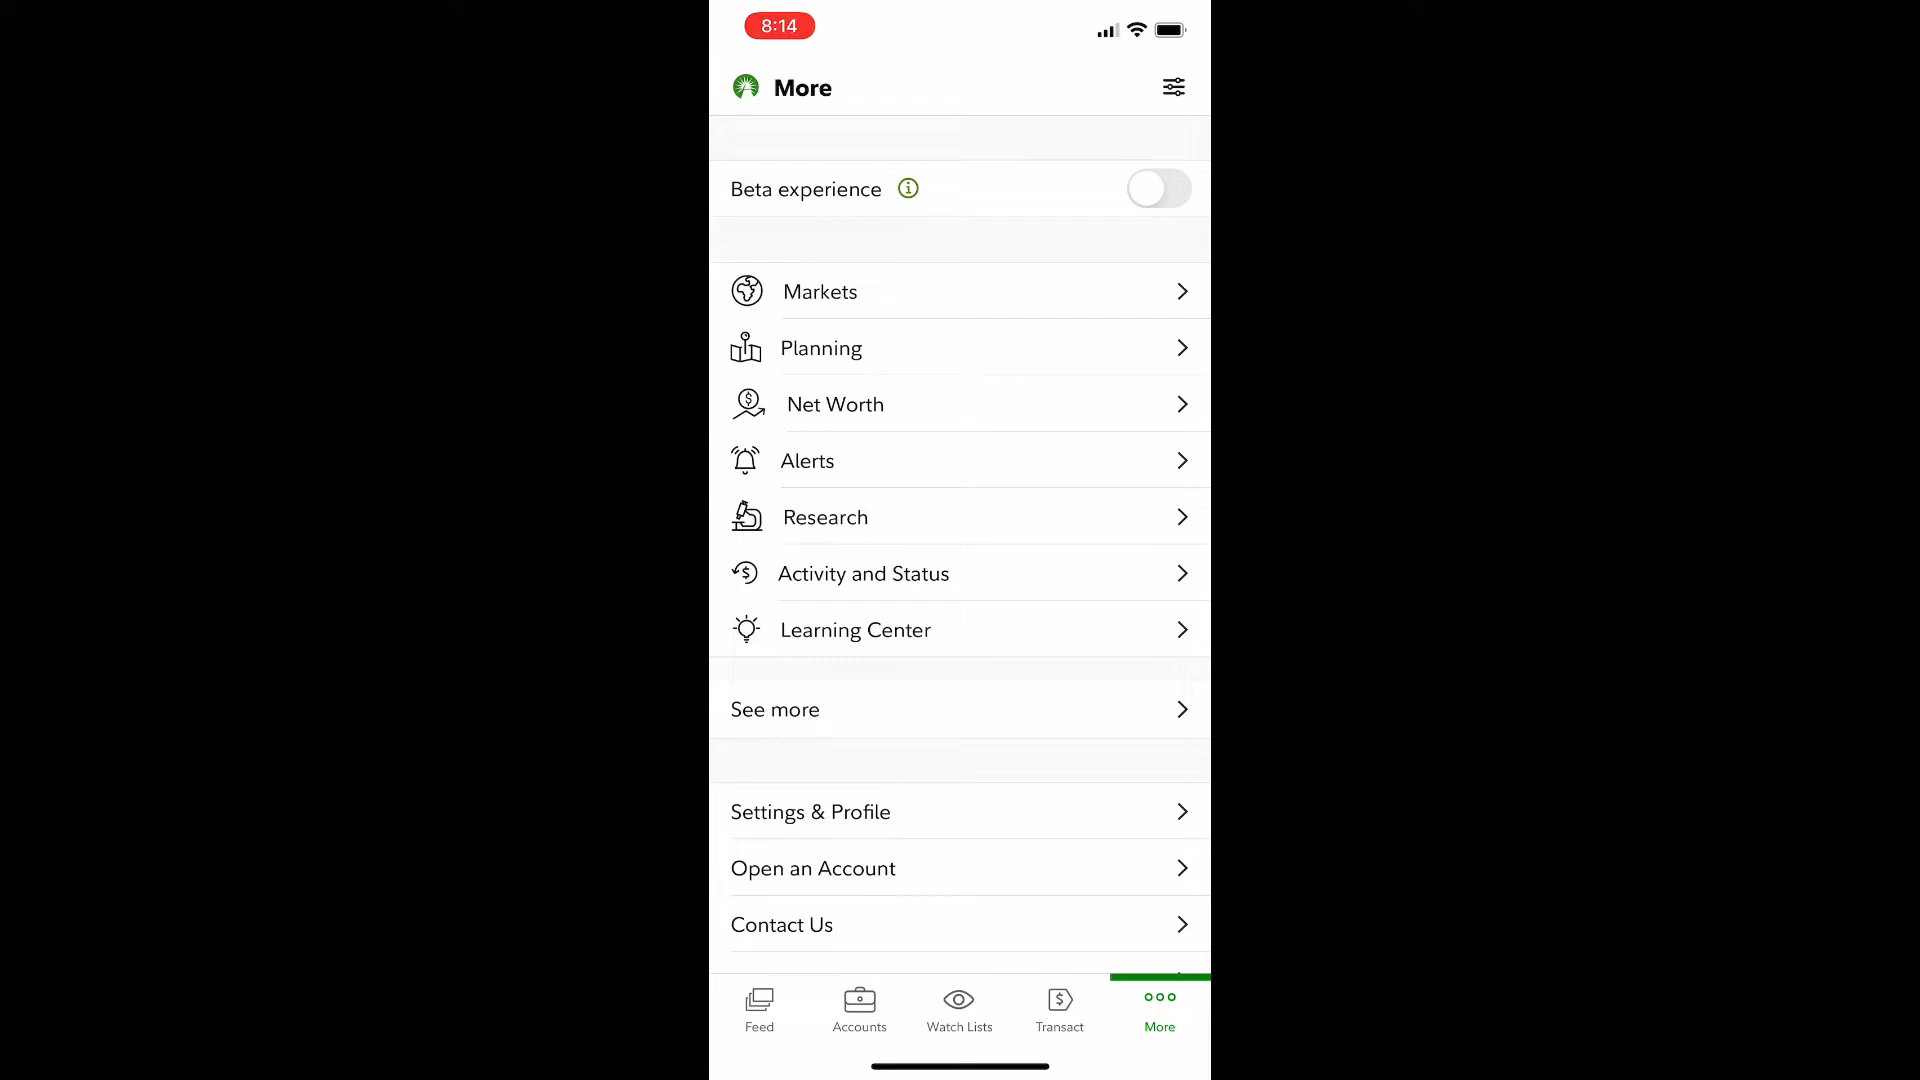 8:14
More
Beta experience
Markets
Planning
Net Worth
Alerts
Research
Activity and Status
Learning Center
See more
Settings & Profile
Open an Account
Contact Us
Feed
Accounts
Watch Lists
Transact
More